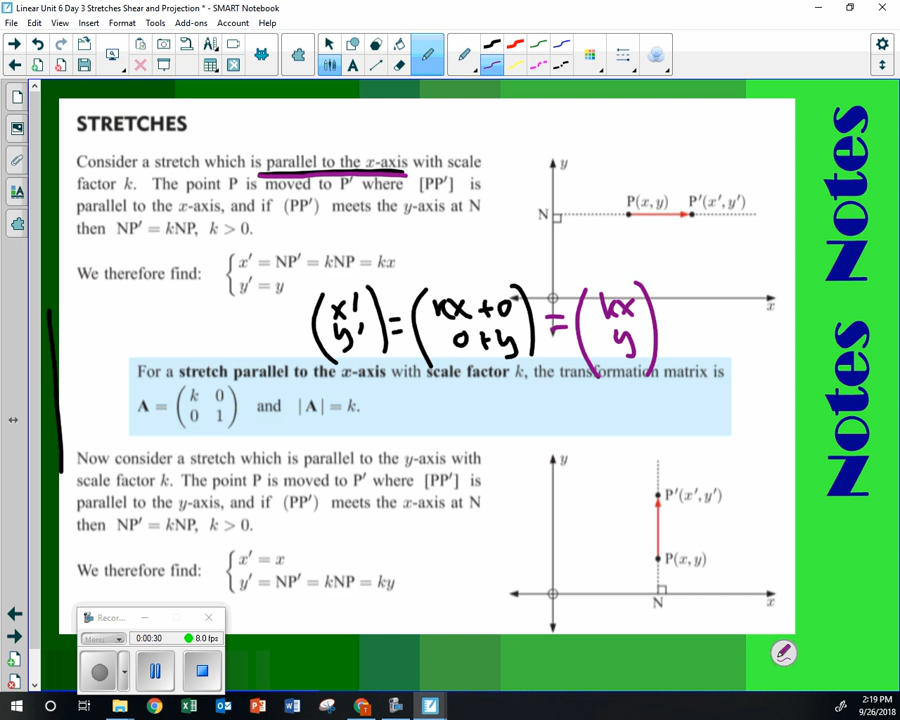 Linear Unit 6 Day 3 Stretches Shear and Projection * - SMART Notebook
File Edit View Insert Format Tools Add-ons Account Help
STRETCHES
Consider a stretch which is parallel to the x-axis with scale
factor k. The point P is moved to P′ where [PP′] is
parallel to the x-axis, and if (PP′) meets the y-axis at N
then NP′ = kNP, k > 0.
We therefore find: { x′ = NP′ = kNP = kx
y′ = y
y
N
P(x, y) P′(x′, y′)
x
(x′ y′) = (kx + 0 0 + y) = (kx y)
For a stretch parallel to the x-axis with scale factor k, the transformation matrix is
A = (k 0
0 1) and |A| = k.
Now consider a stretch which is parallel to the y-axis with
scale factor k. The point P is moved to P′ where [PP′] is
parallel to the y-axis, and if (PP′) meets the x-axis at N
then NP′ = kNP, k > 0.
We therefore find: { x′ = x
y′ = NP′ = kNP = ky
y
P′(x′, y′)
P(x, y)
N
x
Notes Notes
Recor...
Menu
0:00:30
8.0 fps
2:19 PM
9/26/2018